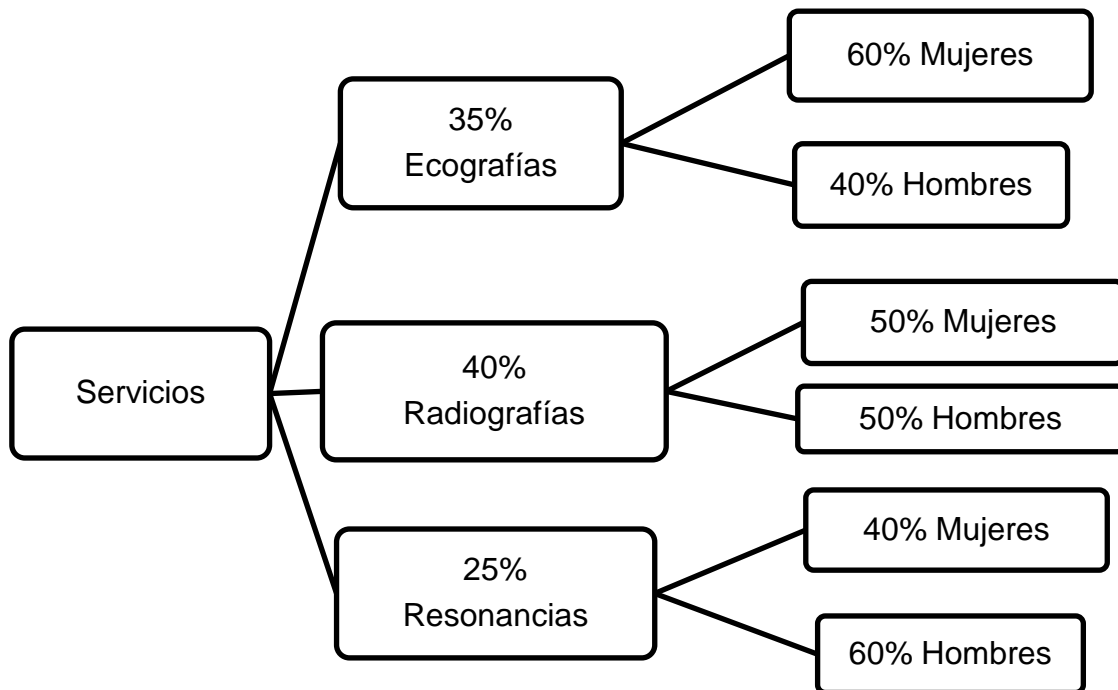 Servicios
35%
Ecografías
60% Mujeres
40% Hombres
40%
Radiografías
50% Mujeres
50% Hombres
25%
Resonancias
40% Mujeres
60% Hombres